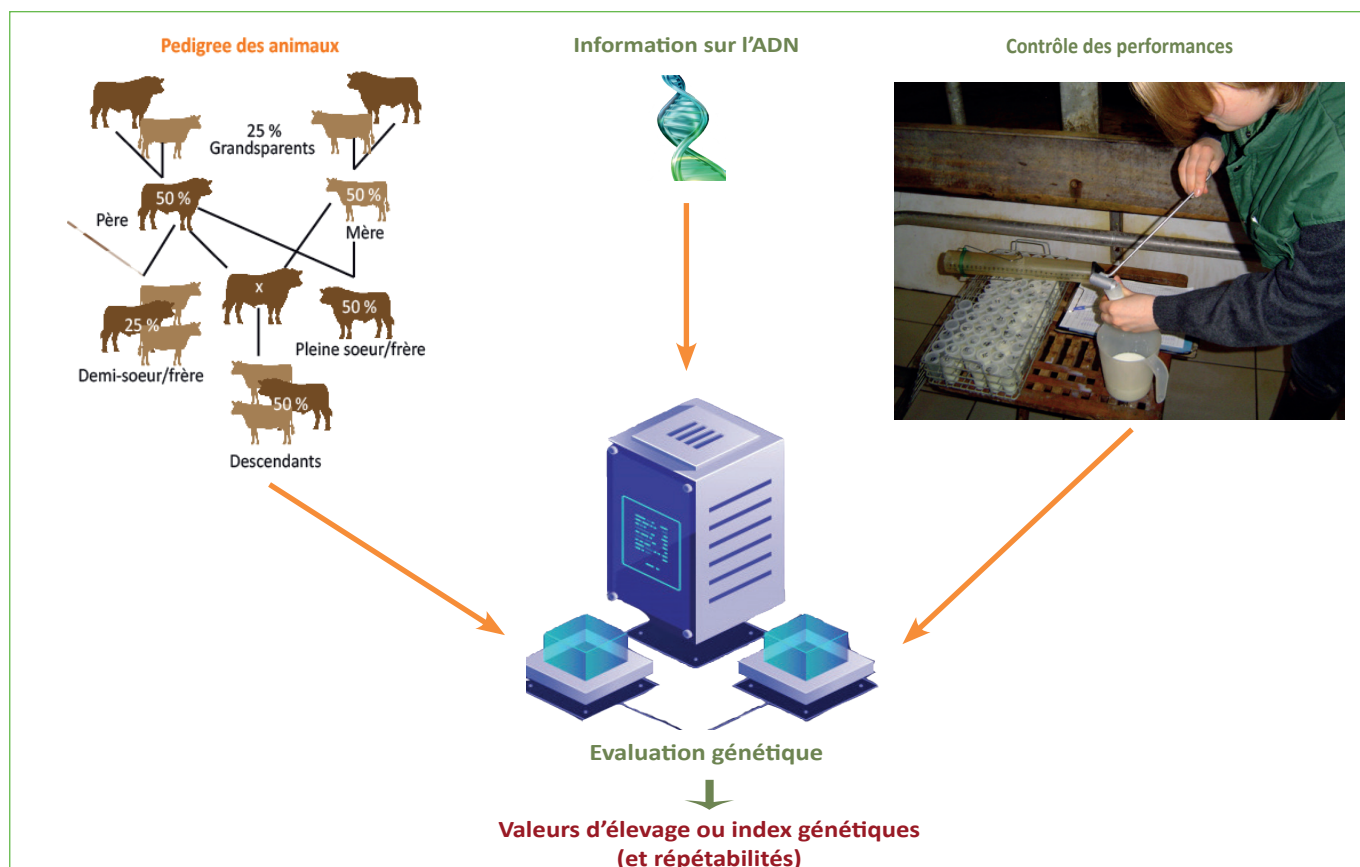 Pedigree des animaux
Information sur l’ADN
Contrôle des performances
25 %
Grandsparents
50 %
Père
50 %
Mère
25 %
Demi-soeur/frère
x
50 %
Pleine soeur/frère
50 %
Descendants
Evaluation génétique
Valeurs d’élevage ou index génétiques
(et répétabilités)